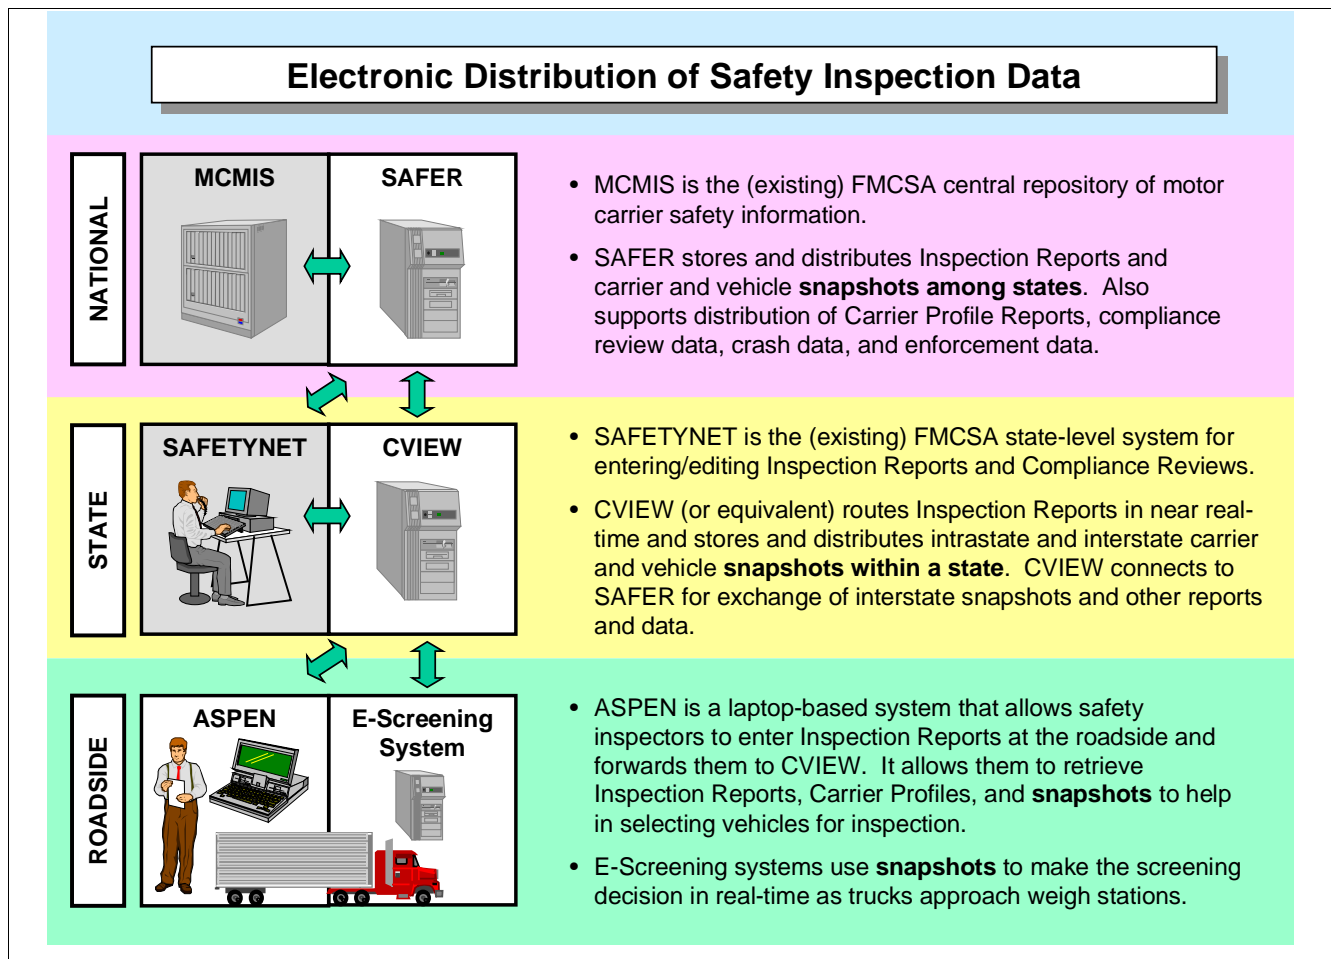 Electronic Distribution of Safety Inspection Data
NATIONAL
MCMIS
SAFER
• MCMIS is the (existing) FMCSA central repository of motor
carrier safety information.
• SAFER stores and distributes Inspection Reports and
carrier and vehicle snapshots among states.  Also
supports distribution of Carrier Profile Reports, compliance
review data, crash data, and enforcement data.
STATE
SAFETYNET
CVIEW
• SAFETYNET is the (existing) FMCSA state-level system for
entering/editing Inspection Reports and Compliance Reviews.
• CVIEW (or equivalent) routes Inspection Reports in near real-
time and stores and distributes intrastate and interstate carrier
and vehicle snapshots within a state.  CVIEW connects to
SAFER for exchange of interstate snapshots and other reports
and data.
ROADSIDE
ASPEN
E-Screening
System
• ASPEN is a laptop-based system that allows safety
inspectors to enter Inspection Reports at the roadside and
forwards them to CVIEW.  It allows them to retrieve
Inspection Reports, Carrier Profiles, and snapshots to help
in selecting vehicles for inspection.
• E-Screening systems use snapshots to make the screening
decision in real-time as trucks approach weigh stations.